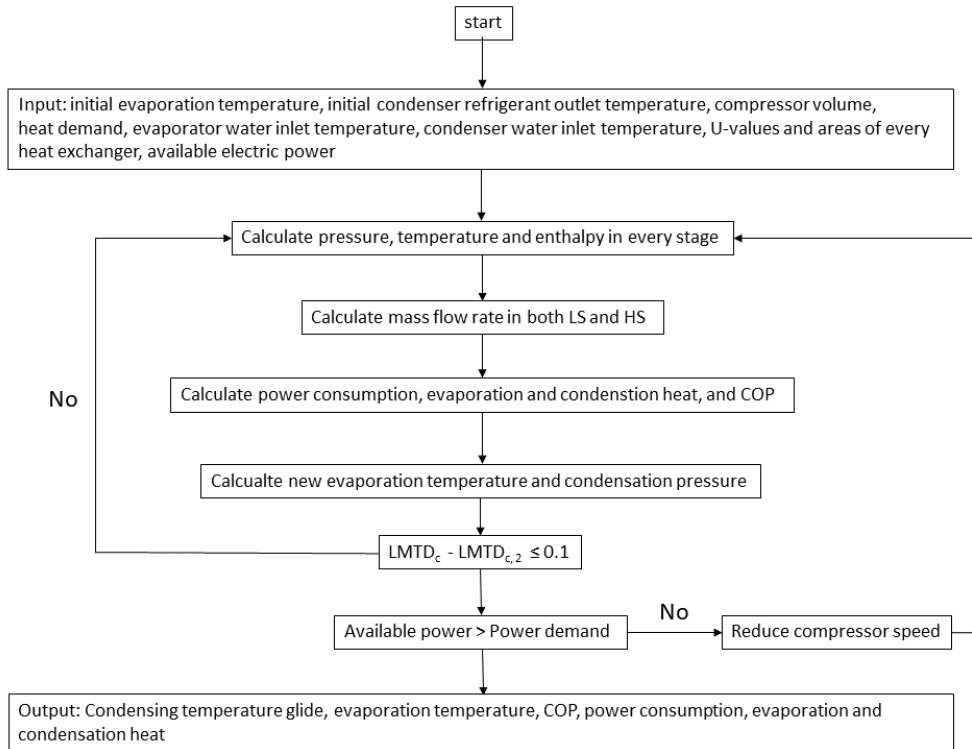 start
Input: initial evaporation temperature, initial condenser refrigerant outlet temperature, compressor volume,
heat demand, evaporator water inlet temperature, condenser water inlet temperature, U-values and areas of every
heat exchanger, available electric power
Calculate pressure, temperature and enthalpy in every stage
Calculate mass flow rate in both LS and HS
No
Calculate power consumption, evaporation and condenstion heat, and COP
Calcualte new evaporation temperature and condensation pressure
LMTDc - LMTDc, 2 ≤ 0.1
Available power > Power demand
No
Reduce compressor speed
Output: Condensing temperature glide, evaporation temperature, COP, power consumption, evaporation and
condensation heat